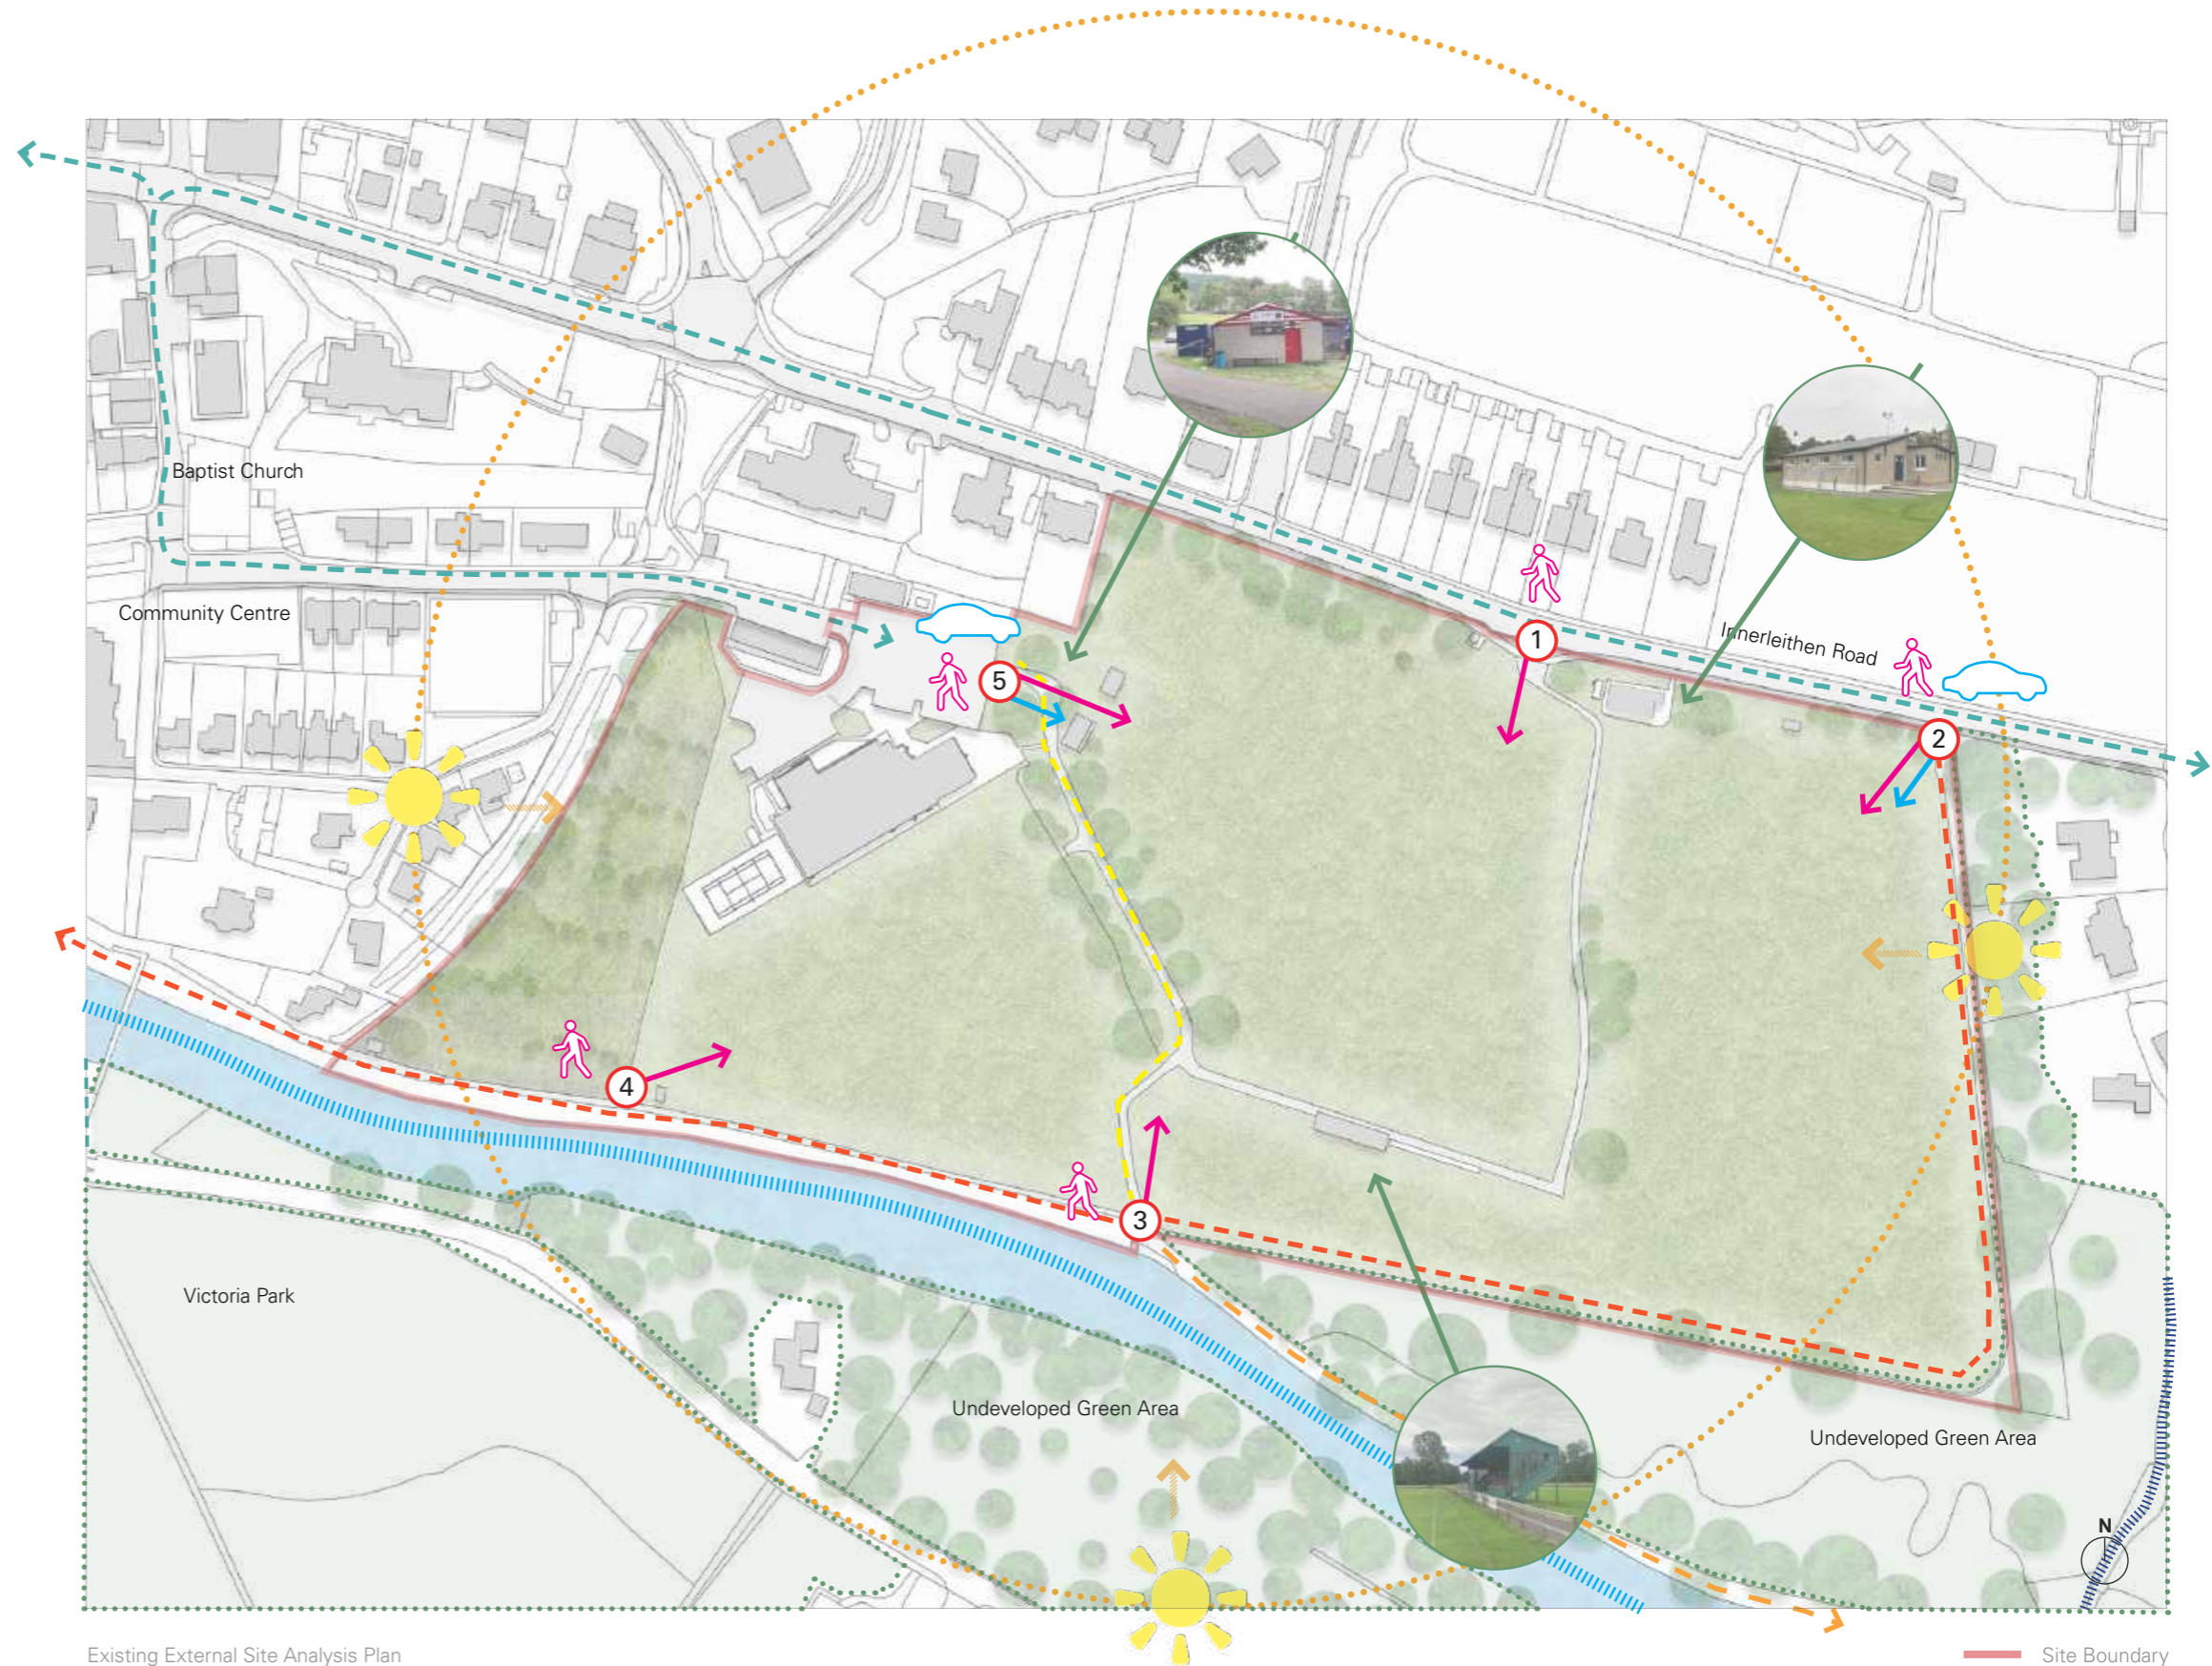 Baptist Church
Community Centre
Innerleithen Road
1
2
5
4
3
Victoria Park
Undeveloped Green Area
Undeveloped Green Area
N
Existing External Site Analysis Plan
Site Boundary